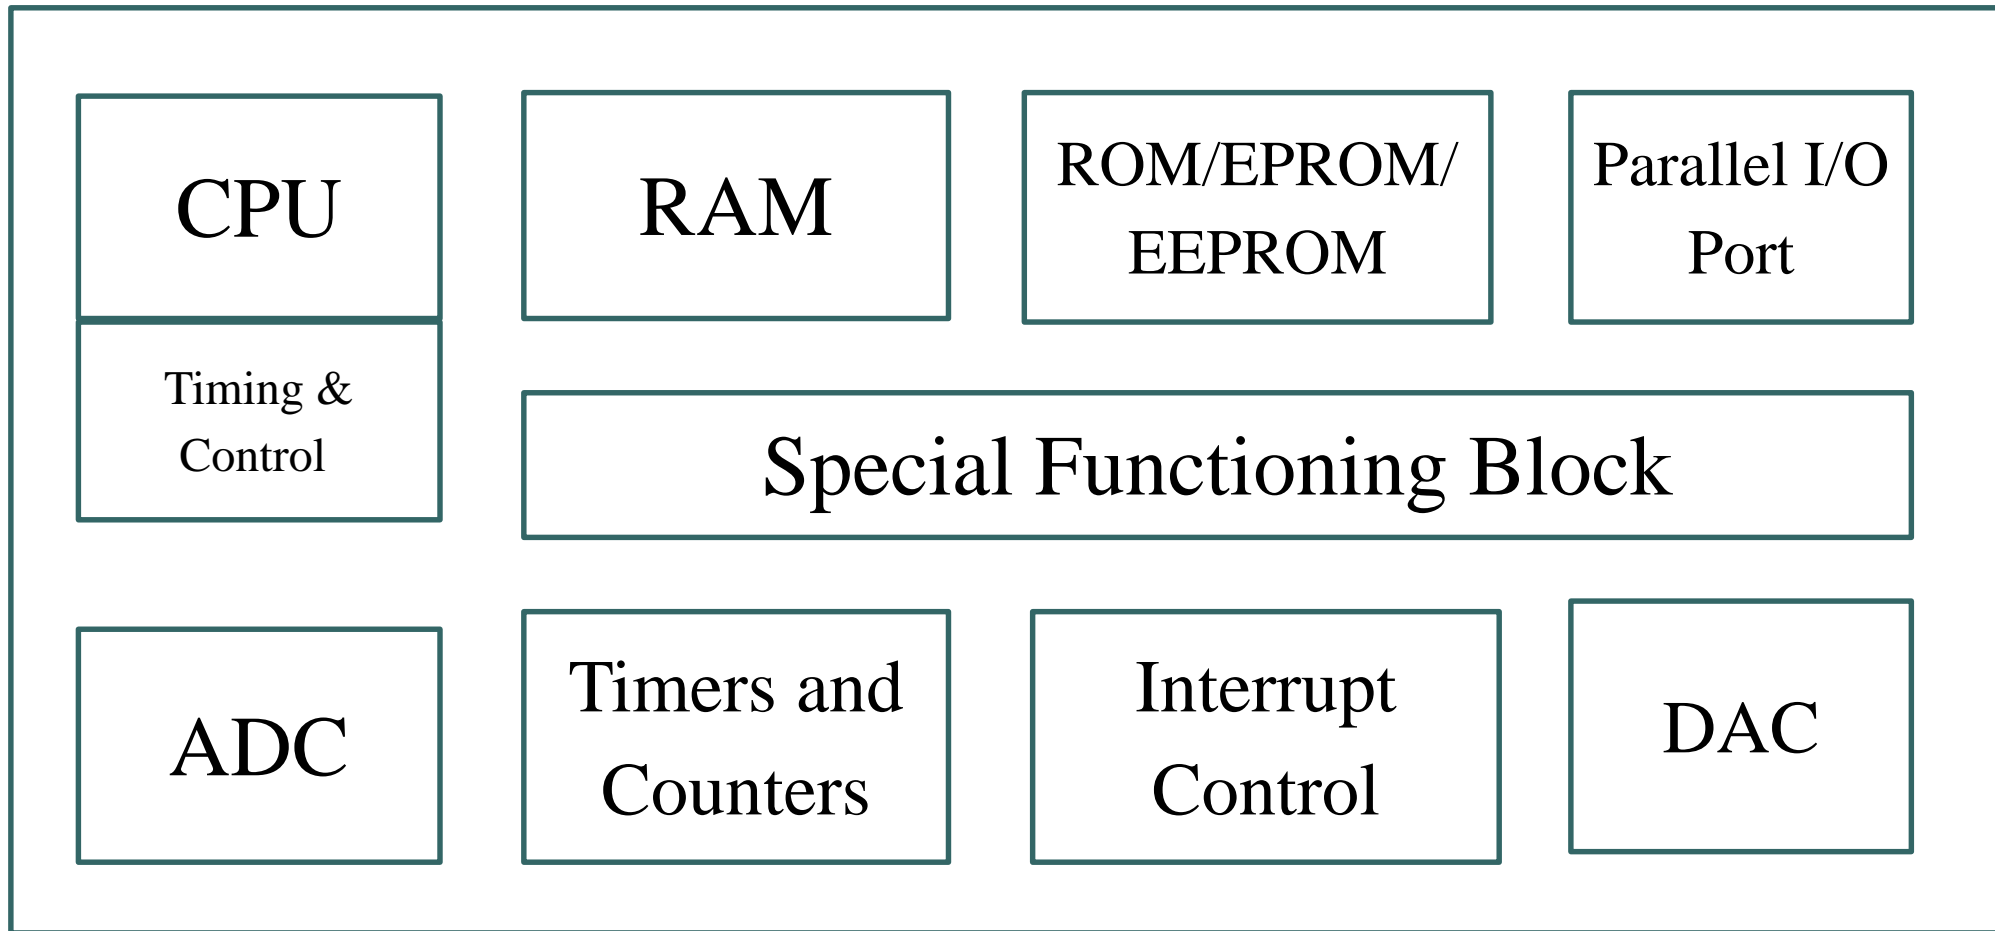 CPU
RAM
ROM/EPROM/
EEPROM
Parallel I/O
Port
Timing &
Control
Special Functioning Block
ADC
Timers and
Counters
Interrupt
Control
DAC